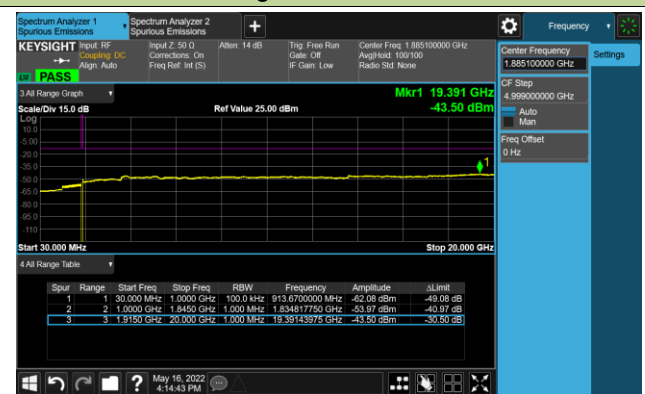 Spectrum Analyzer 1
Spurious Emissions
Spectrum Analyzer 2
Spurious Emissions
+
Frequency
KEYSIGHT
Input: RF
Coupling: DC
Align: Auto
Input Z: 50 Ω
Corrections: On
Freq Ref: Int (S)
Atten: 14 dB
Trig: Free Run
Gate: Off
IF Gain: Low
Center Freq: 1.885100000 GHz
Avg|Hold: 100/100
Radio Std: None
PASS
Center Frequency
1.885100000 GHz
Settings
CF Step
4.999000000 GHz
Auto
Man
Freq Offset
0 Hz
3 All Range Graph
Mkr1 19.391 GHz
Scale/Div 15.0 dB
Ref Value 25.00 dBm
-43.50 dBm
Log
10.0
-5.00
-20.0
-35.0
-50.0
-65.0
-80.0
-95.0
-110
1
Start 30.000 MHz
Stop 20.000 GHz
4 All Range Table
Spur Range Start Freq Stop Freq RBW Frequency Amplitude ΔLimit
1 1 30.000 MHz 1.0000 GHz 100.0 kHz 913.6700000 MHz -62.08 dBm -49.08 dB
2 2 1.0000 GHz 1.8450 GHz 1.000 MHz 1.834817750 GHz -53.97 dBm -40.97 dB
3 3 1.9150 GHz 20.000 GHz 1.000 MHz 19.39143975 GHz -43.50 dBm -30.50 dB
?
May 16, 2022
4:14:43 PM